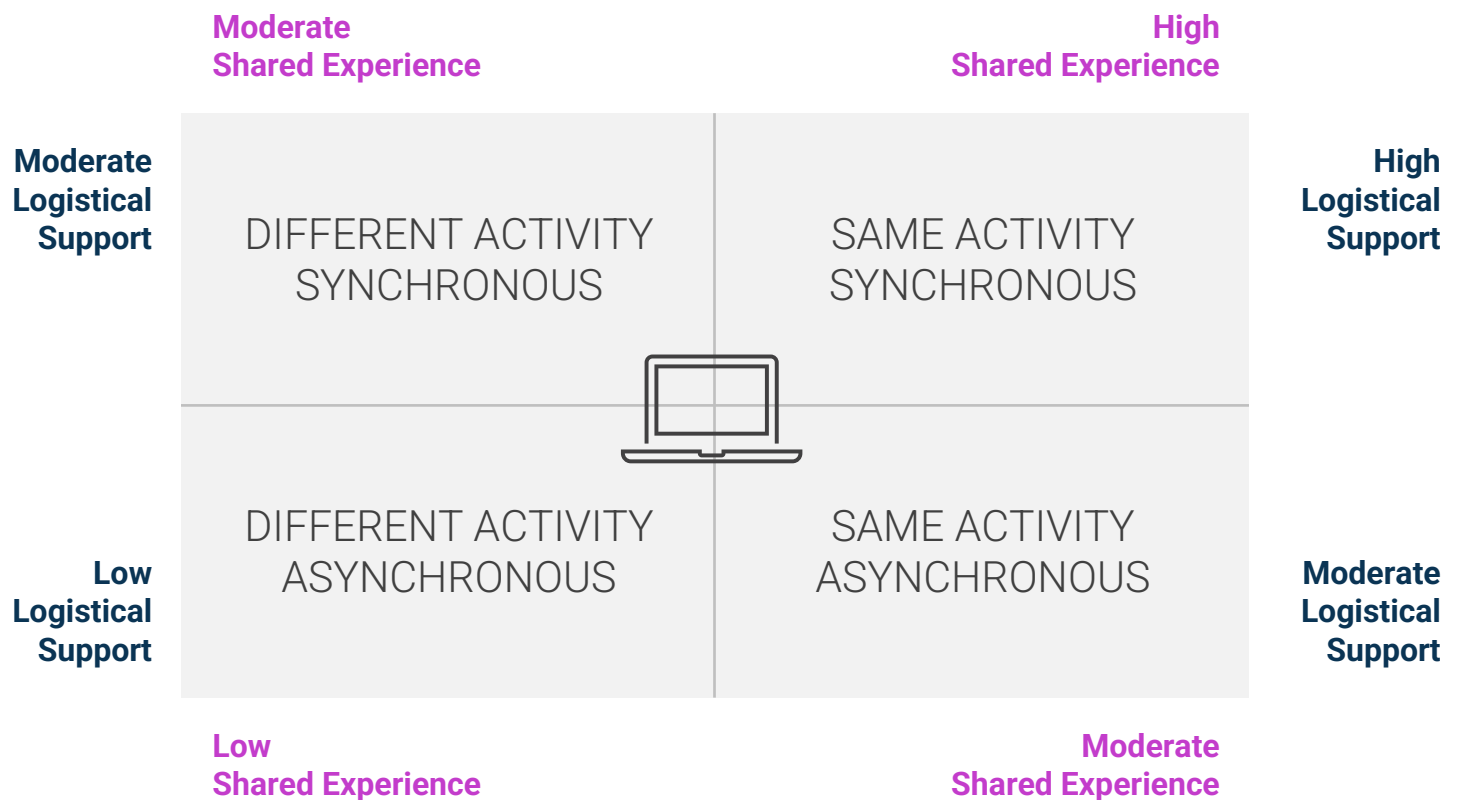 Moderate
Shared Experience
High
Shared Experience
Moderate
Logistical
Support
DIFFERENT ACTIVITY
SYNCHRONOUS
SAME ACTIVITY
SYNCHRONOUS
High
Logistical
Support
Low
Logistical
Support
DIFFERENT ACTIVITY
ASYNCHRONOUS
SAME ACTIVITY
ASYNCHRONOUS
Moderate
Logistical
Support
Low
Shared Experience
Moderate
Shared Experience